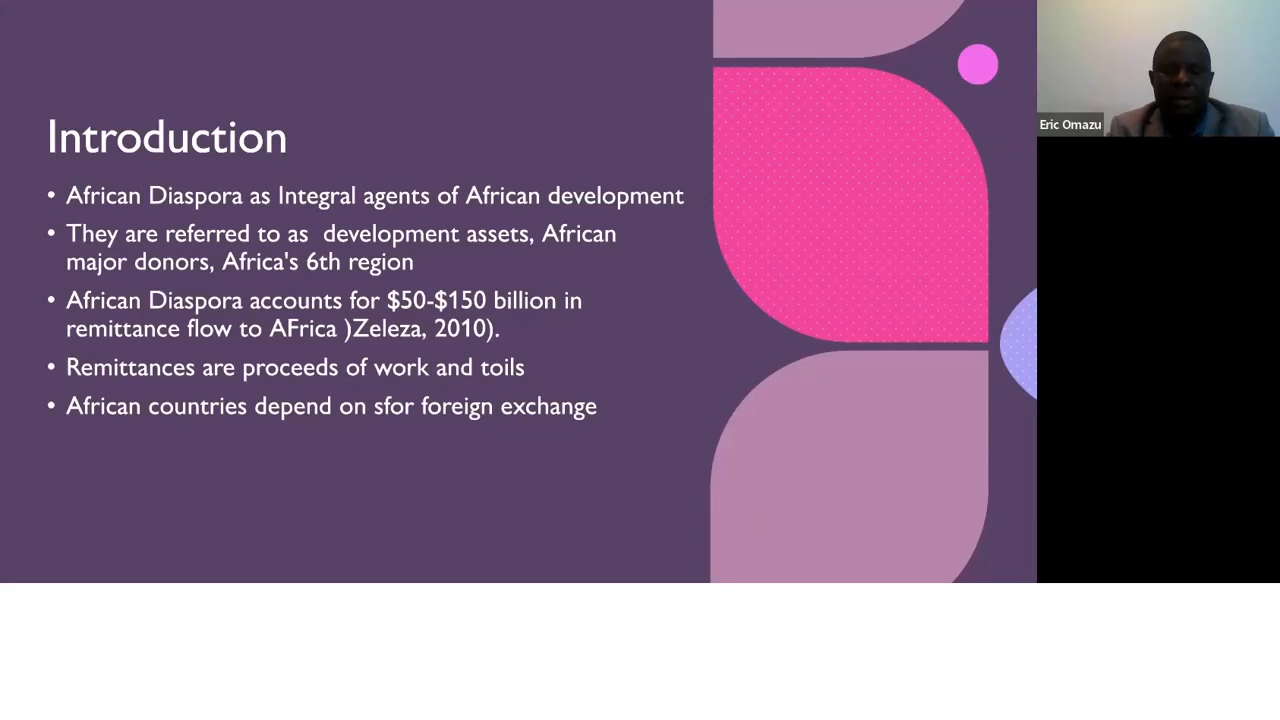 Introduction
• African Diaspora as Integral agents of African development
• They are referred to as  development assets, African
major donors, Africa's 6th region
• African Diaspora accounts for $50-$150 billion in
remittance flow to AFrica )Zeleza, 2010).
• Remittances are proceeds of work and toils
• African countries depend on sfor foreign exchange
Eric Omazu